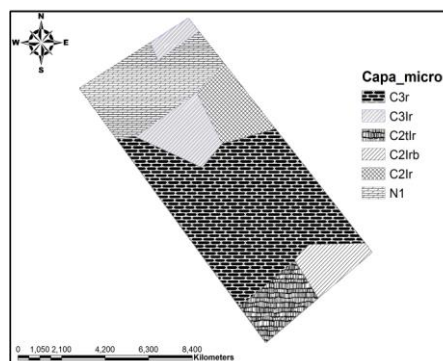 N
W E
S
Capa_micro
C3r
C3lr
C2tlr
C2lrb
C2lr
N1
0 1,050 2,100 4,200 6,300 8,400
Kilometers